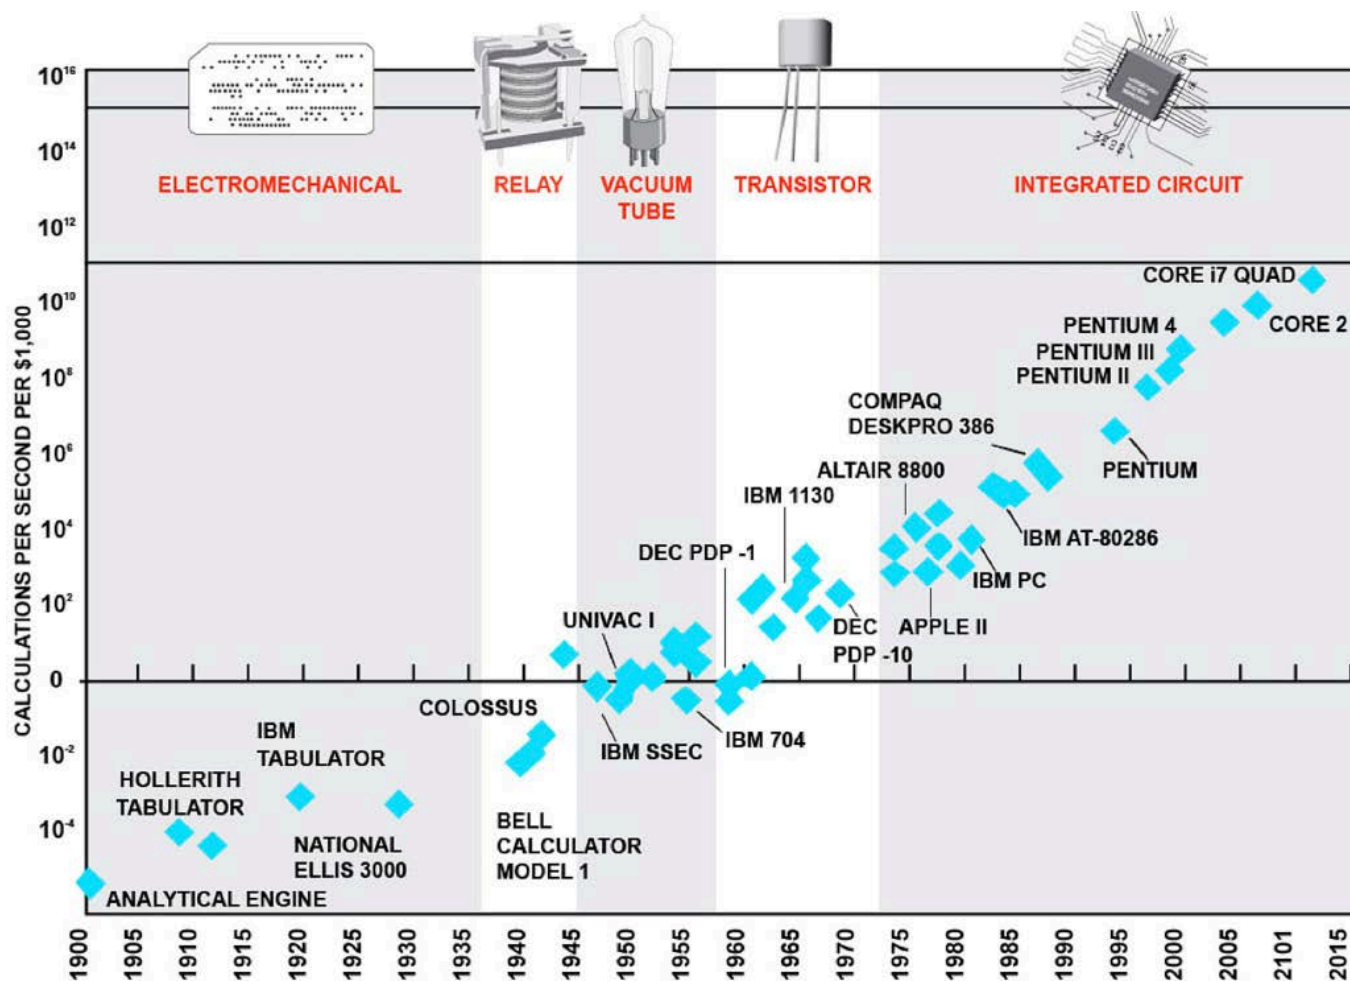 ELECTROMECHANICAL
RELAY
VACUUM
TUBE
TRANSISTOR
INTEGRATED CIRCUIT
CALCULATIONS PER SECOND PER $1,000
10¹⁶
10¹⁴
10¹²
10¹⁰
10⁸
10⁶
10⁴
10²
0
10⁻²
10⁻⁴
CORE i7 QUAD
CORE 2
PENTIUM 4
PENTIUM III
PENTIUM II
PENTIUM
COMPAQ
DESKPRO 386
ALTAIR 8800
IBM AT-80286
IBM PC
APPLE II
IBM 1130
DEC PDP -1
DEC
PDP -10
UNIVAC I
IBM 704
IBM SSEC
COLOSSUS
BELL
CALCULATOR
MODEL 1
IBM
TABULATOR
HOLLERITH
TABULATOR
NATIONAL
ELLIS 3000
ANALYTICAL ENGINE
1900
1905
1910
1915
1920
1925
1930
1935
1940
1945
1950
1955
1960
1965
1970
1975
1980
1985
1990
1995
2000
2005
2101
2015